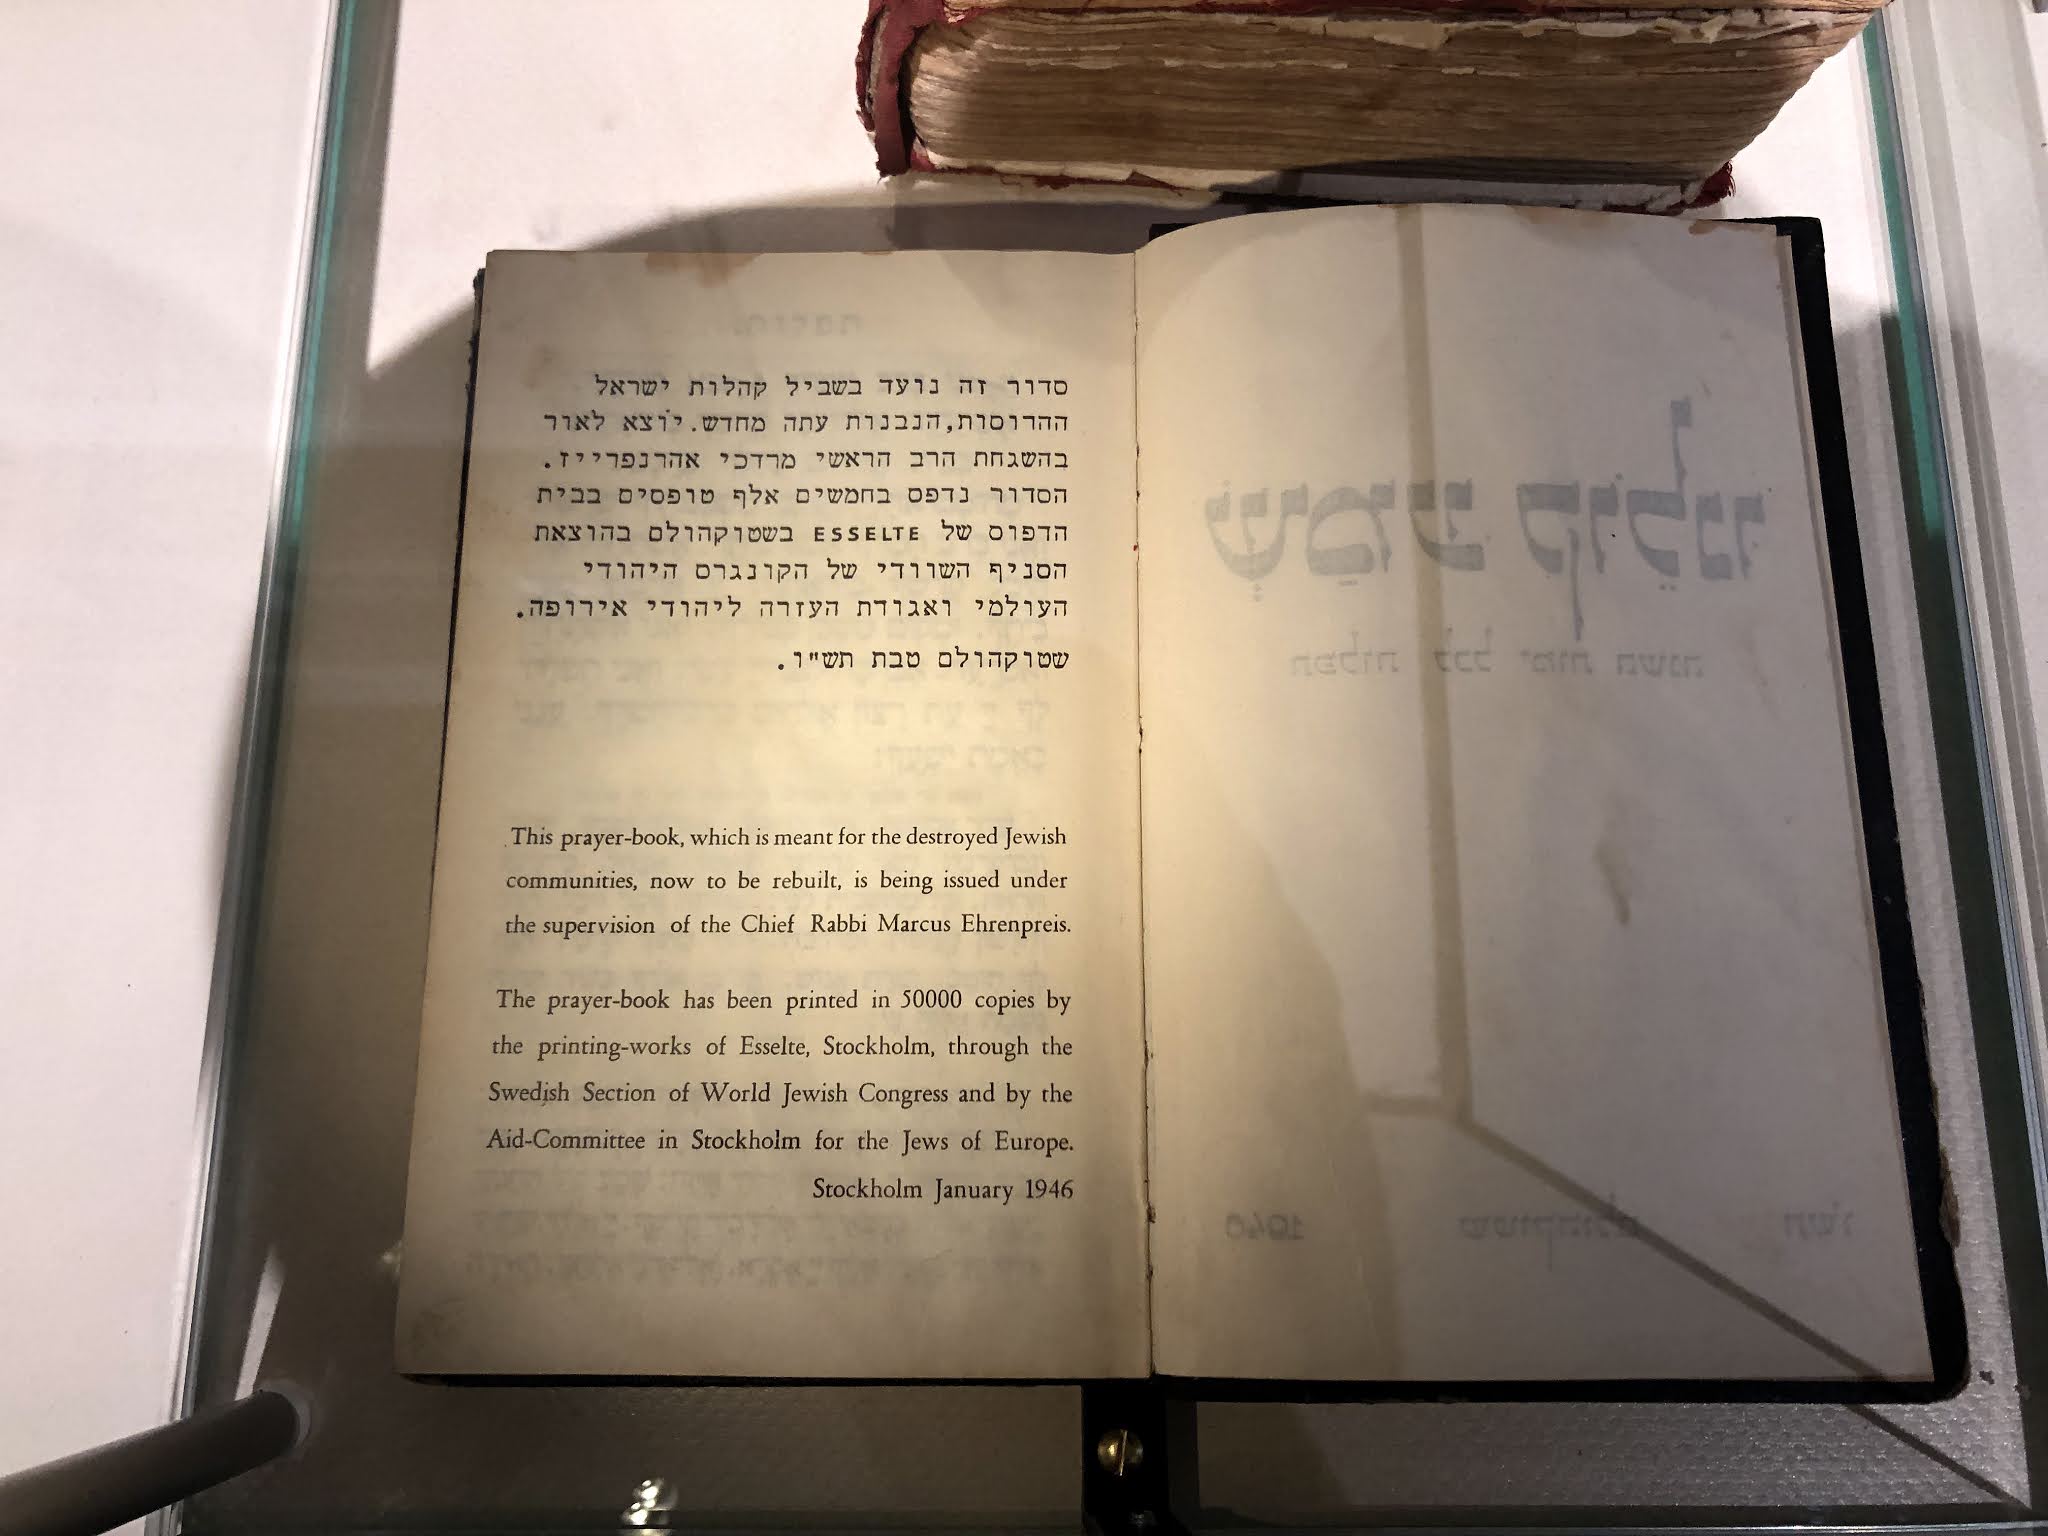 סדור זה נועד בשביל קהלות ישראל
ההרוסות,הנבנות עתה מחדש. יוצא לאור
בהשגחת הרב הראשי מרדכי אהרנפרייז.
הסדור נדפס בחמשים אלף טופסים בבית
הדפוס של ESSELTE בשטוקהולם בהוצאת
הסניף השוודי של הקונגרס היהודי
העולמי ואגודת העזרה ליהודי אירופה.
שטוקהולם טבת תש"ו.
This prayer-book, which is meant for the destroyed Jewish
communities, now to be rebuilt, is being issued under
the supervision of the Chief Rabbi Marcus Ehrenpreis.
The prayer-book has been printed in 50000 copies by
the printing-works of Esselte, Stockholm, through the
Swedish Section of World Jewish Congress and by the
Aid-Committee in Stockholm for the Jews of Europe.
Stockholm January 1946